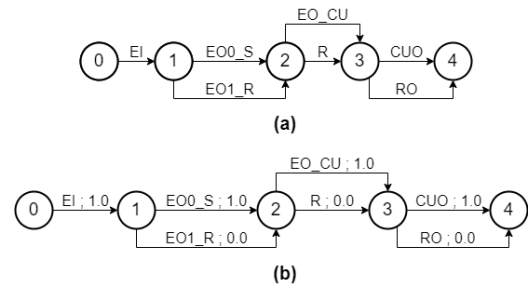 EO_CU
0 EI 1 EO0_S 2 R 3 CUO 4
EO1_R RO
(a)
EO_CU ; 1.0
0 EI ; 1.0 1 EO0_S ; 1.0 2 R ; 0.0 3 CUO ; 1.0 4
EO1_R ; 0.0 RO ; 0.0
(b)